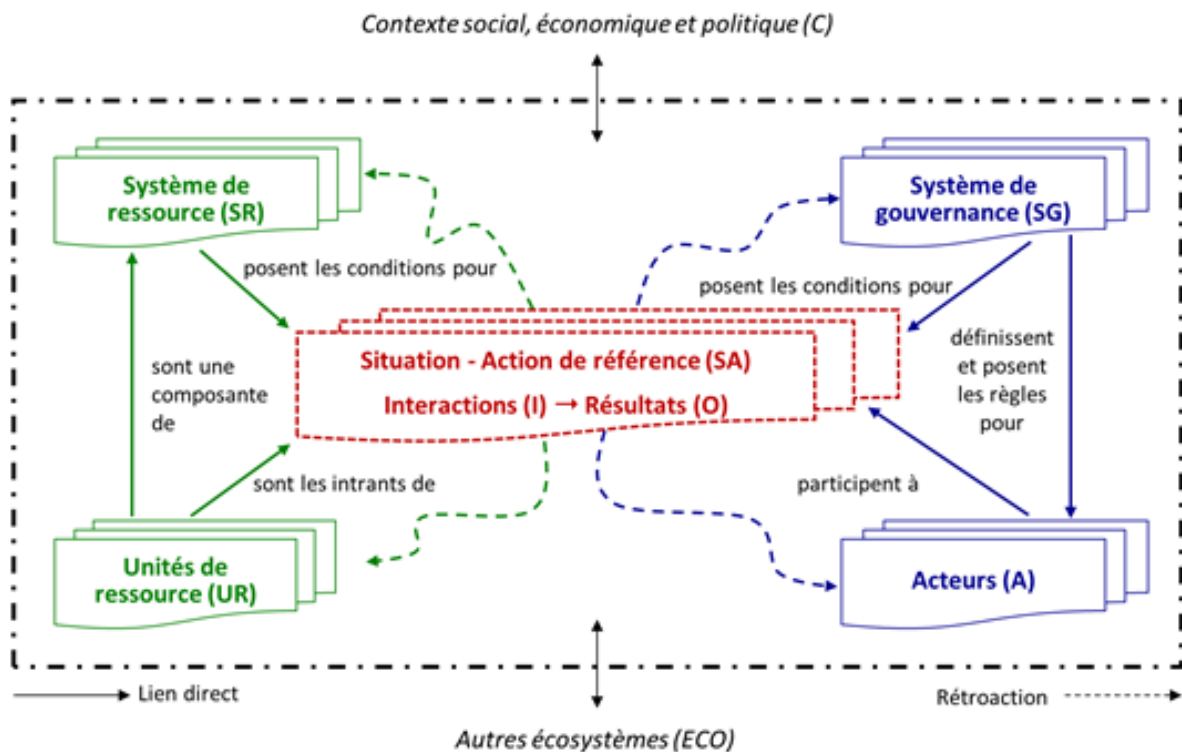 Contexte social, économique et politique (C)
Système de
ressource (SR)
Système de
gouvernance (SG)
posent les conditions pour
posent les conditions pour
sont une
composante
de
Situation - Action de référence (SA)
Interactions (I) → Résultats (O)
définissent
et posent
les règles
pour
sont les intrants de
participent à
Unités de
ressource (UR)
Acteurs (A)
Lien direct
Rétroaction
Autres écosystèmes (ECO)